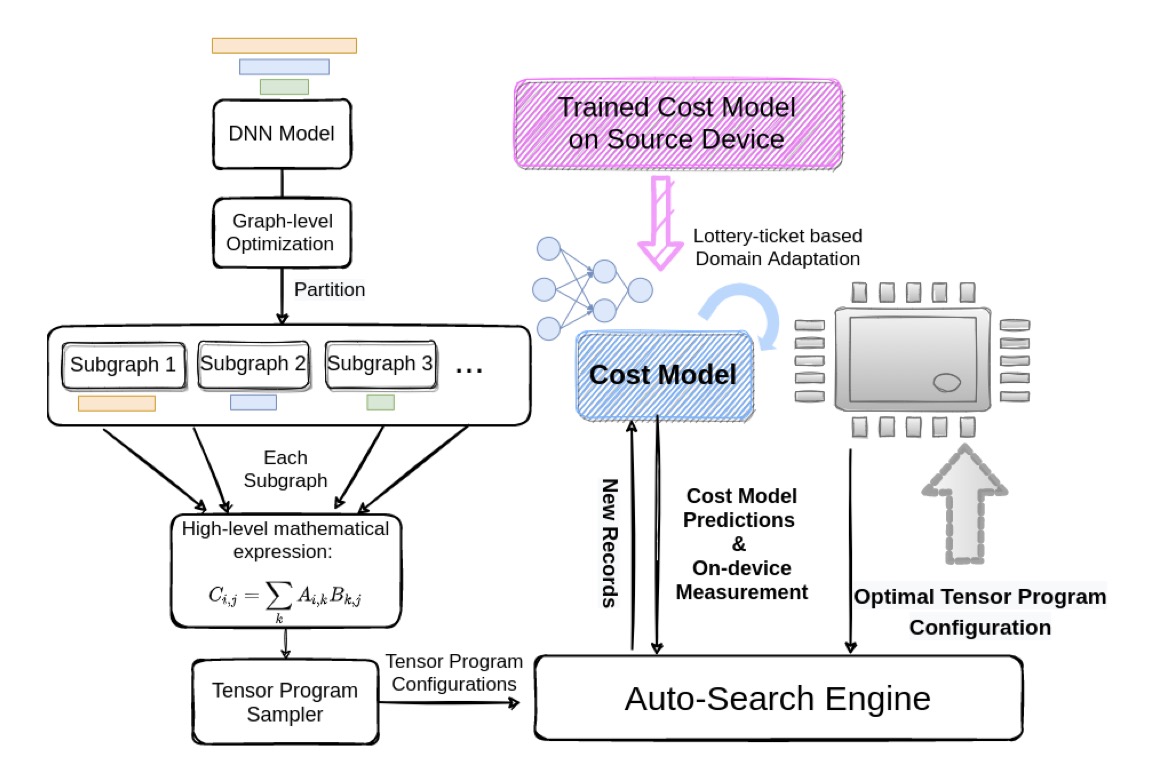 DNN Model
Graph-level
Optimization
Partition
Subgraph 1
Subgraph 2
Subgraph 3
...
Each
Subgraph
High-level mathematical
expression:
C_{i,j} = \sum_k A_{i,k} B_{k,j}
Tensor Program
Sampler
Tensor Program
Configurations
Trained Cost Model
on Source Device
Lottery-ticket based
Domain Adaptation
Cost Model
New Records
Cost Model
Predictions
&
On-device
Measurement
Optimal Tensor Program
Configuration
Auto-Search Engine